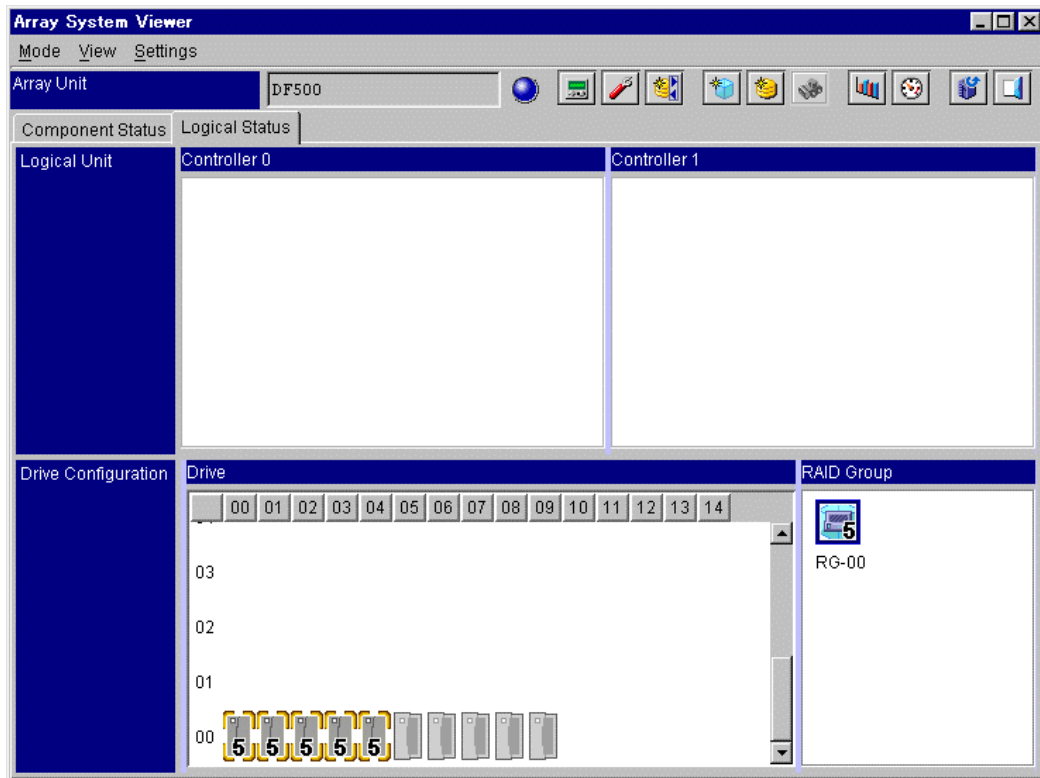 Array System Viewer
Mode View Settings
Array Unit
DF500
Component Status Logical Status
Logical Unit
Controller 0
Controller 1
Drive Configuration
Drive
RAID Group
00 01 02 03 04 05 06 07 08 09 10 11 12 13 14
5
RG-00
03
02
01
00
5 5 5 5 5